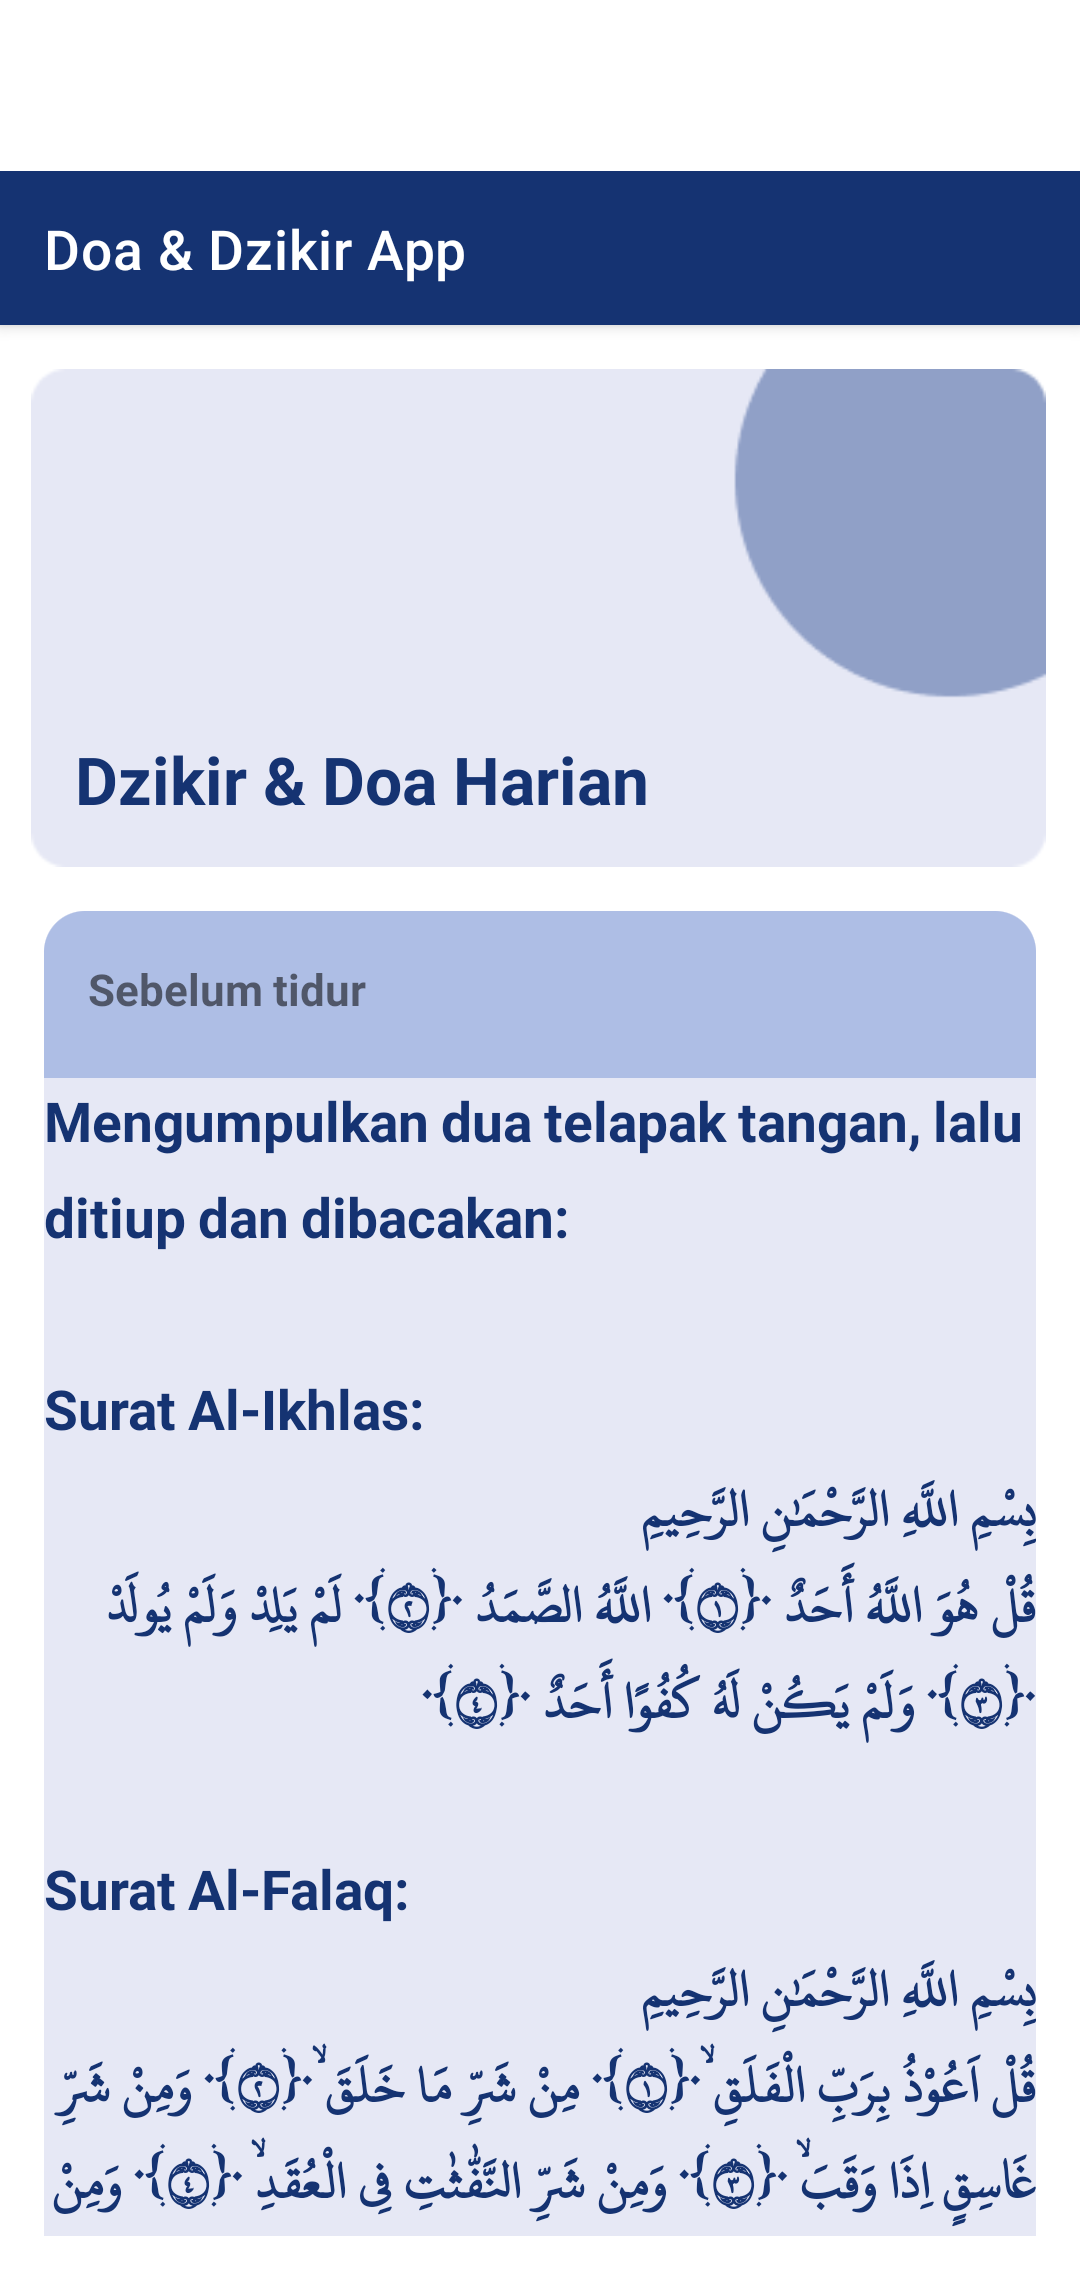 Doa & Dzikir App
Dzikir & Doa Harian
Sebelum tidur
Mengumpulkan dua telapak tangan, lalu
ditiup dan dibacakan:
Surat Al-Ikhlas:
بِسْمِ اللَّهِ الرَّحْمَٰنِ الرَّحِيمِ
قُلْ هُوَ اللَّهُ أَحَدٌ ﴿١﴾ اللَّهُ الصَّمَدُ ﴿٢﴾ لَمْ يَلِدْ وَلَمْ يُولَدْ
﴿٣﴾ وَلَمْ يَكُنْ لَهُ كُفُوًا أَحَدٌ ﴿٤﴾
Surat Al-Falaq:
بِسْمِ اللَّهِ الرَّحْمَٰنِ الرَّحِيمِ
قُلْ اَعُوْذُ بِرَبِّ الْفَلَقِۙ ﴿١﴾ مِنْ شَرِّ مَا خَلَقَۙ ﴿٢﴾ وَمِنْ شَرِّ
غَاسِقٍ اِذَا وَقَبَۙ ﴿٣﴾ وَمِنْ شَرِّ النَّفّٰثٰتِ فِى الْعُقَدِۙ ﴿٤﴾ وَمِنْ